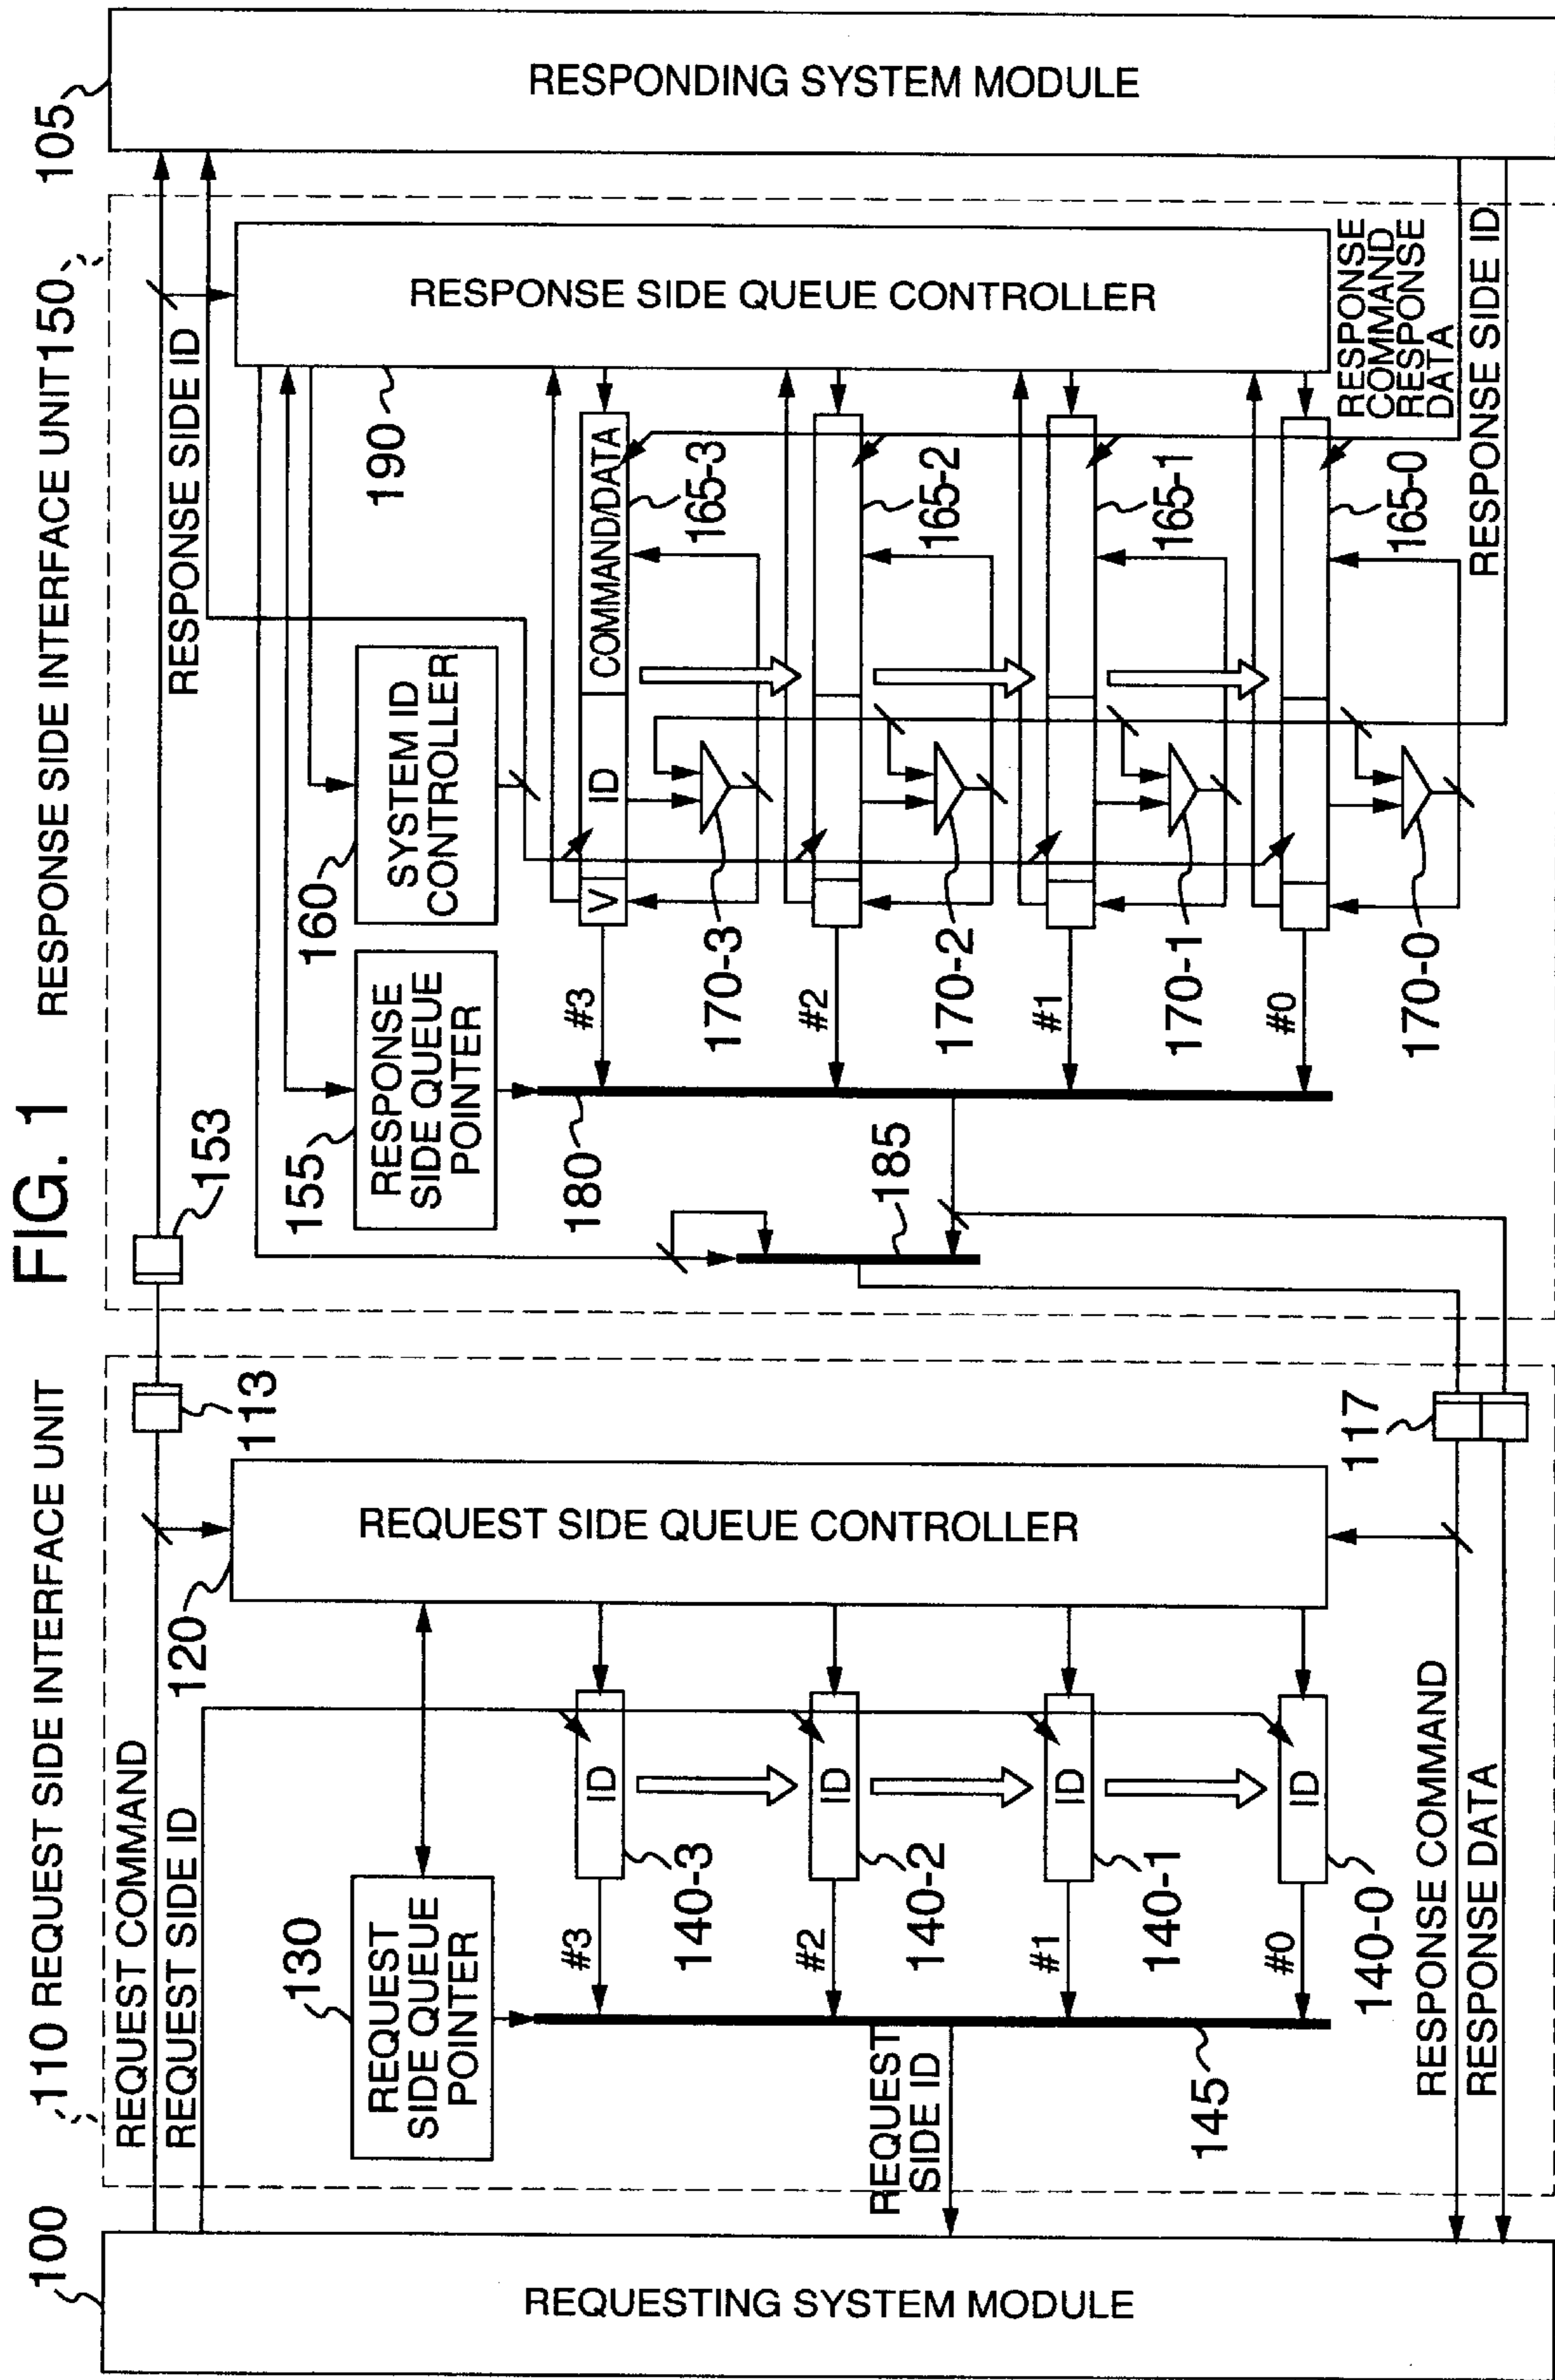 FIG. 1
100
110 REQUEST SIDE INTERFACE UNIT
RESPONSE SIDE INTERFACE UNIT 150
105
REQUEST COMMAND
REQUEST SIDE ID
113
153
RESPONSE SIDE ID
120
130
REQUEST
SIDE QUEUE
POINTER
155
RESPONSE
SIDE QUEUE
POINTER
160
SYSTEM ID
CONTROLLER
190
REQUESTING SYSTEM MODULE
REQUEST SIDE QUEUE CONTROLLER
RESPONSE SIDE QUEUE CONTROLLER
RESPONDING SYSTEM MODULE
#3
ID
140-3
180
#3
V
ID
COMMAND/DATA
170-3
165-3
#2
ID
140-2
#2
170-2
165-2
REQUEST
SIDE ID
185
#1
ID
140-1
#1
170-1
165-1
145
#0
ID
140-0
#0
170-0
165-0
RESPONSE
COMMAND
RESPONSE
DATA
117
RESPONSE COMMAND
RESPONSE DATA
RESPONSE SIDE ID